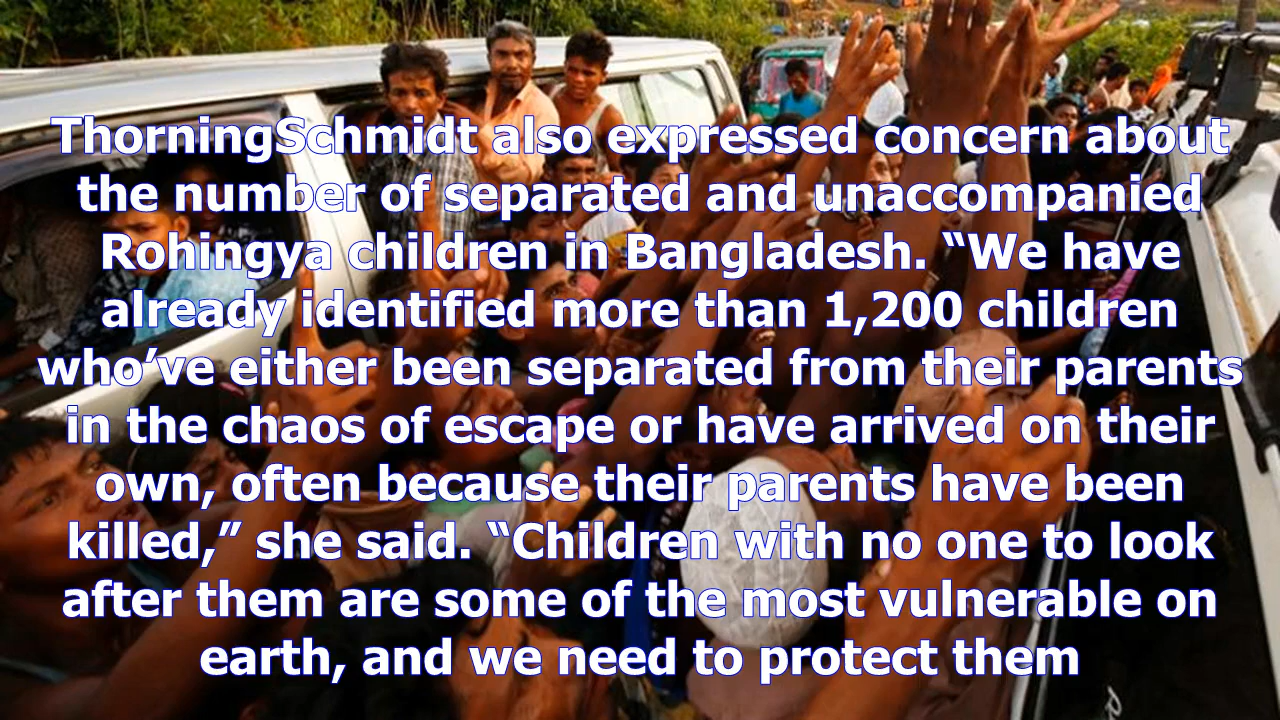 ThorningSchmidt also expressed concern about
the number of separated and unaccompanied
Rohingya children in Bangladesh. “We have
already identified more than 1,200 children
who’ve either been separated from their parents
in the chaos of escape or have arrived on their
own, often because their parents have been
killed,” she said. “Children with no one to look
after them are some of the most vulnerable on
earth, and we need to protect them